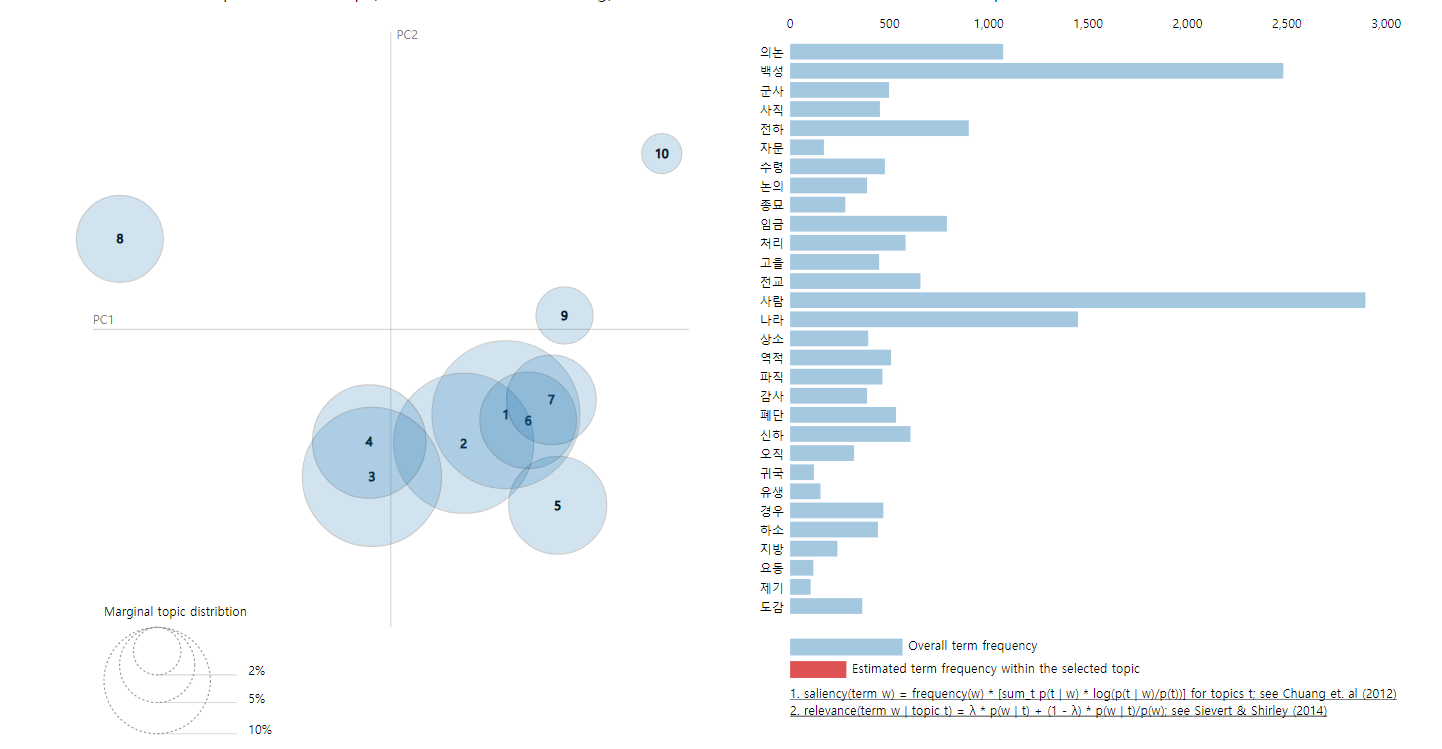 PC2
PC1
8
10
9
7
1
6
2
4
3
5
Marginal topic distribtion
2%
5%
10%
0 500 1,000 1,500 2,000 2,500 3,000
의논
백성
군사
사직
전하
자문
수령
논의
종묘
임금
처리
고을
전교
사람
나라
상소
역적
파직
감사
폐단
신하
오직
귀국
유생
경우
하소
지방
요동
제기
도감
Overall term frequency
Estimated term frequency within the selected topic
1. saliency(term w) = frequency(w) * [sum_t p(t | w) * log(p(t | w)/p(t))] for topics t; see Chuang et. al (2012)
2. relevance(term w | topic t) = λ * p(w | t) + (1 - λ) * p(w | t)/p(w); see Sievert & Shirley (2014)